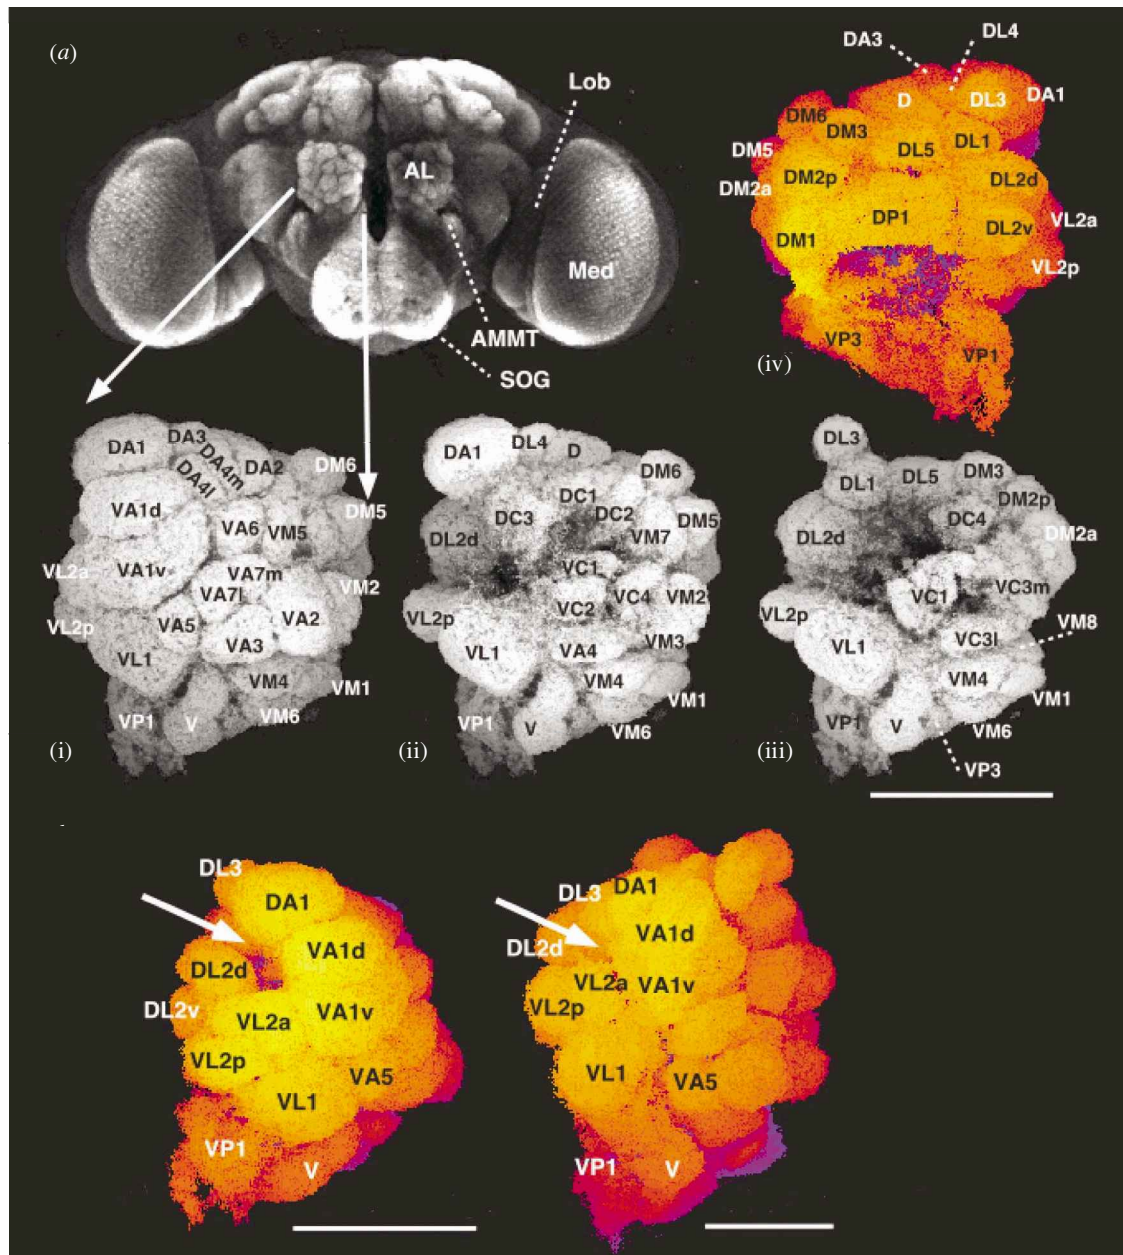 (a)
Lob
AL
Med
AMMT
SOG
DA3
DL4
D
DL3
DA1
DM6
DM3
DM5
DL5
DL1
DM2a
DM2p
DL2d
DP1
VL2a
DM1
DL2v
VL2p
VP3
VP1
(iv)
DA1
DA3
DA4m
DA4l
DA2
DM6
VA1d
DM5
VA6
VM5
VL2a
VA1v
VA7m
VA7l
VM2
VL2p
VA5
VA2
VL1
VA3
VM4
VM1
VP1
V
VM6
(i)
DA1
DL4
D
DM6
DC1
DC3
DC2
DM5
DL2d
VM7
VC1
VC2
VC4
VM2
VL2p
VL1
VA4
VM3
VM4
VM1
VP1
V
VM6
(ii)
DL3
DL1
DL5
DM3
DM2p
DC4
DL2d
DM2a
VC1
VC3m
VL2p
VM8
VL1
VC3l
VM4
VM1
VP1
V
VM6
(iii)
VP3
DL3
DA1
VA1d
DL2d
DL2v
VL2a
VA1v
VL2p
VA5
VL1
VP1
V
DL3
DA1
VA1d
DL2d
VL2a
VA1v
VL2p
VL1
VA5
VP1
V